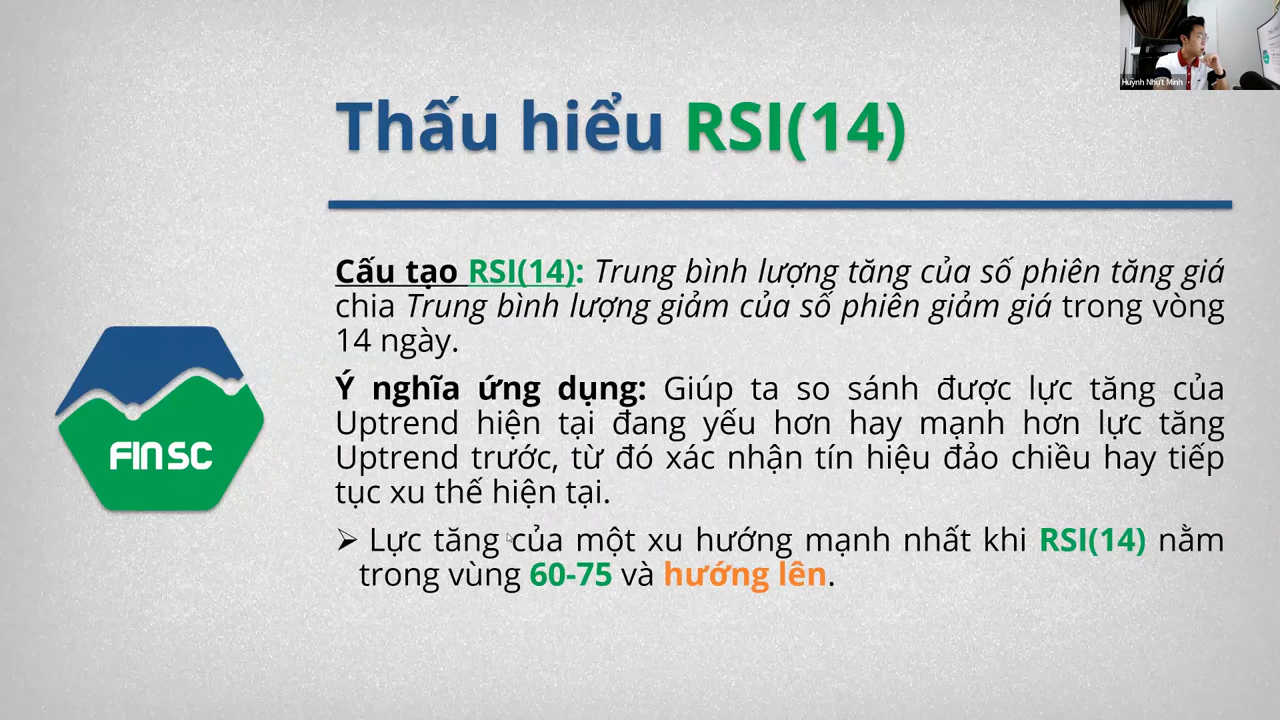 Huỳnh Nhựt Minh
Thấu hiểu RSI(14)
Cấu tạo RSI(14): Trung bình lượng tăng của số phiên tăng giá
chia Trung bình lượng giảm của số phiên giảm giá trong vòng
14 ngày.
Ý nghĩa ứng dụng: Giúp ta so sánh được lực tăng của
Uptrend hiện tại đang yếu hơn hay mạnh hơn lực tăng
Uptrend trước, từ đó xác nhận tín hiệu đảo chiều hay tiếp
tục xu thế hiện tại.
➢ Lực tăng của một xu hướng mạnh nhất khi RSI(14) nằm
trong vùng 60-75 và hướng lên.
FINSC